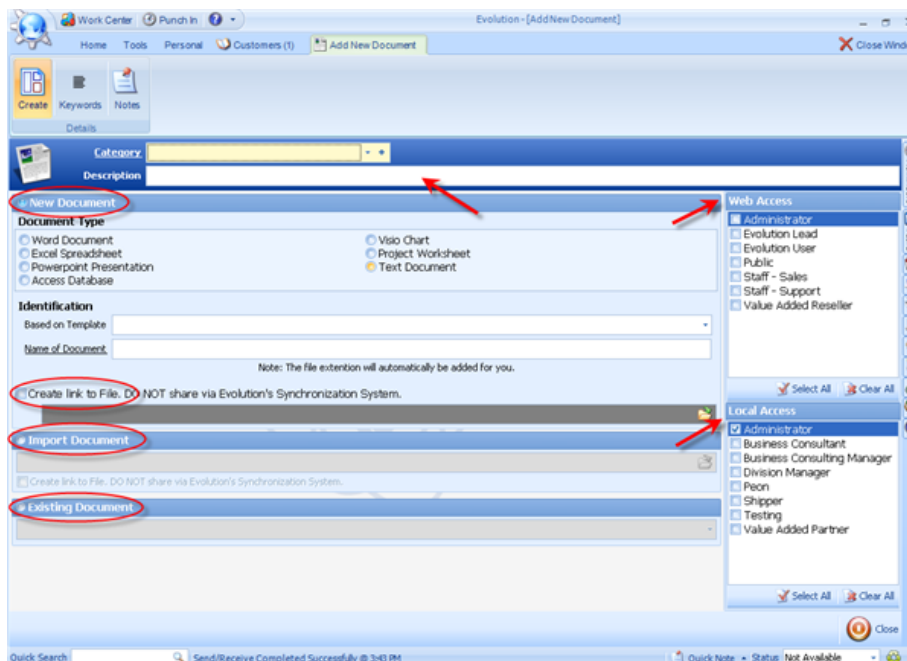 Work Center Punch In
Evolution - [Add New Document]
Home Tools Personal Customers (1) Add New Document
Close
Create Keywords Notes
Details
Category
Description
New Document
Document Type
Word Document
Excel Spreadsheet
Powerpoint Presentation
Access Database
Visio Chart
Project Worksheet
Text Document
Identification
Based on Template
Name of Document
Note: The file extention will automatically be added for you.
Create link to File. DO NOT share via Evolution's Synchronization System.
Import Document
Create link to File. DO NOT share via Evolution's Synchronization System.
Existing Document
Web Access
Administrator
Evolution Lead
Evolution User
Public
Staff - Sales
Staff - Support
Value Added Reseller
Select All Clear All
Local Access
Administrator
Business Consultant
Business Consulting Manager
Division Manager
Peon
Shipper
Testing
Value Added Partner
Select All Clear All
Close
Quick Search Send/Receive Completed Successfully @ 3:43 PM Quick Note Status Not Available